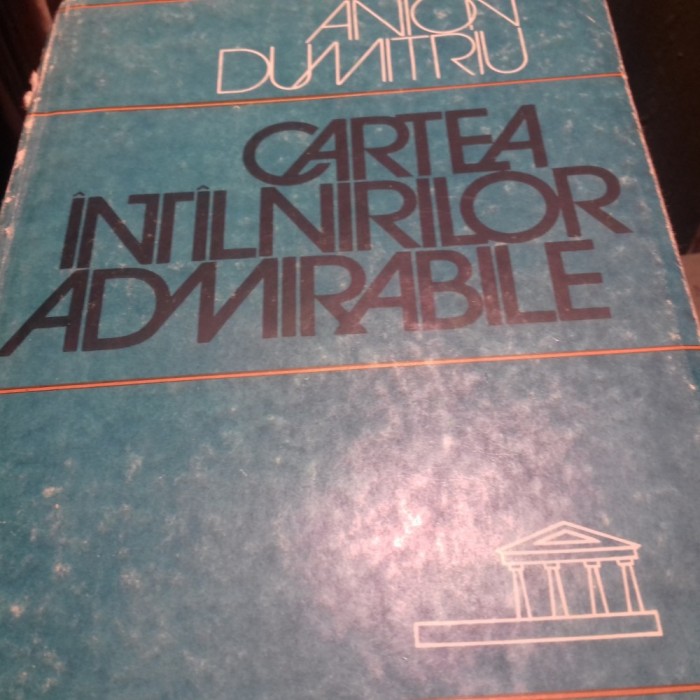 ANTON
DUMITRIU
CARTEA
ÎNTÎLNIRILOR
ADMIRABILE